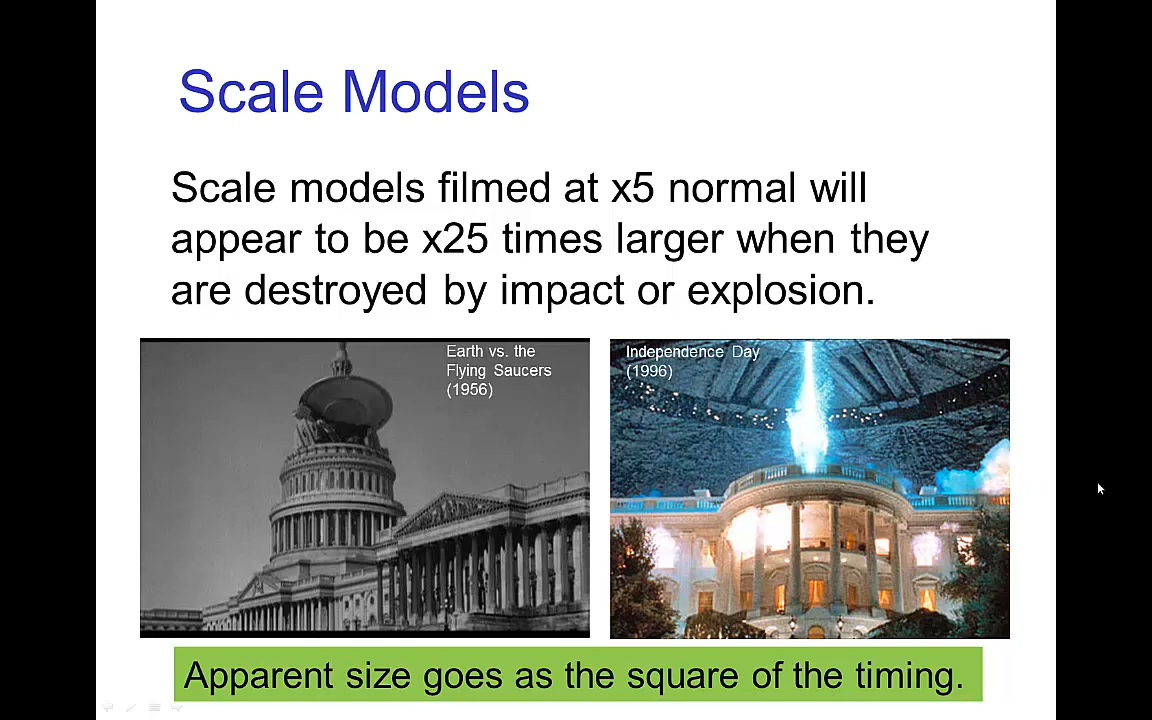 Scale Models
Scale models filmed at x5 normal will
appear to be x25 times larger when they
are destroyed by impact or explosion.
Earth vs. the
Flying Saucers
(1956)
Independence Day
(1996)
Apparent size goes as the square of the timing.